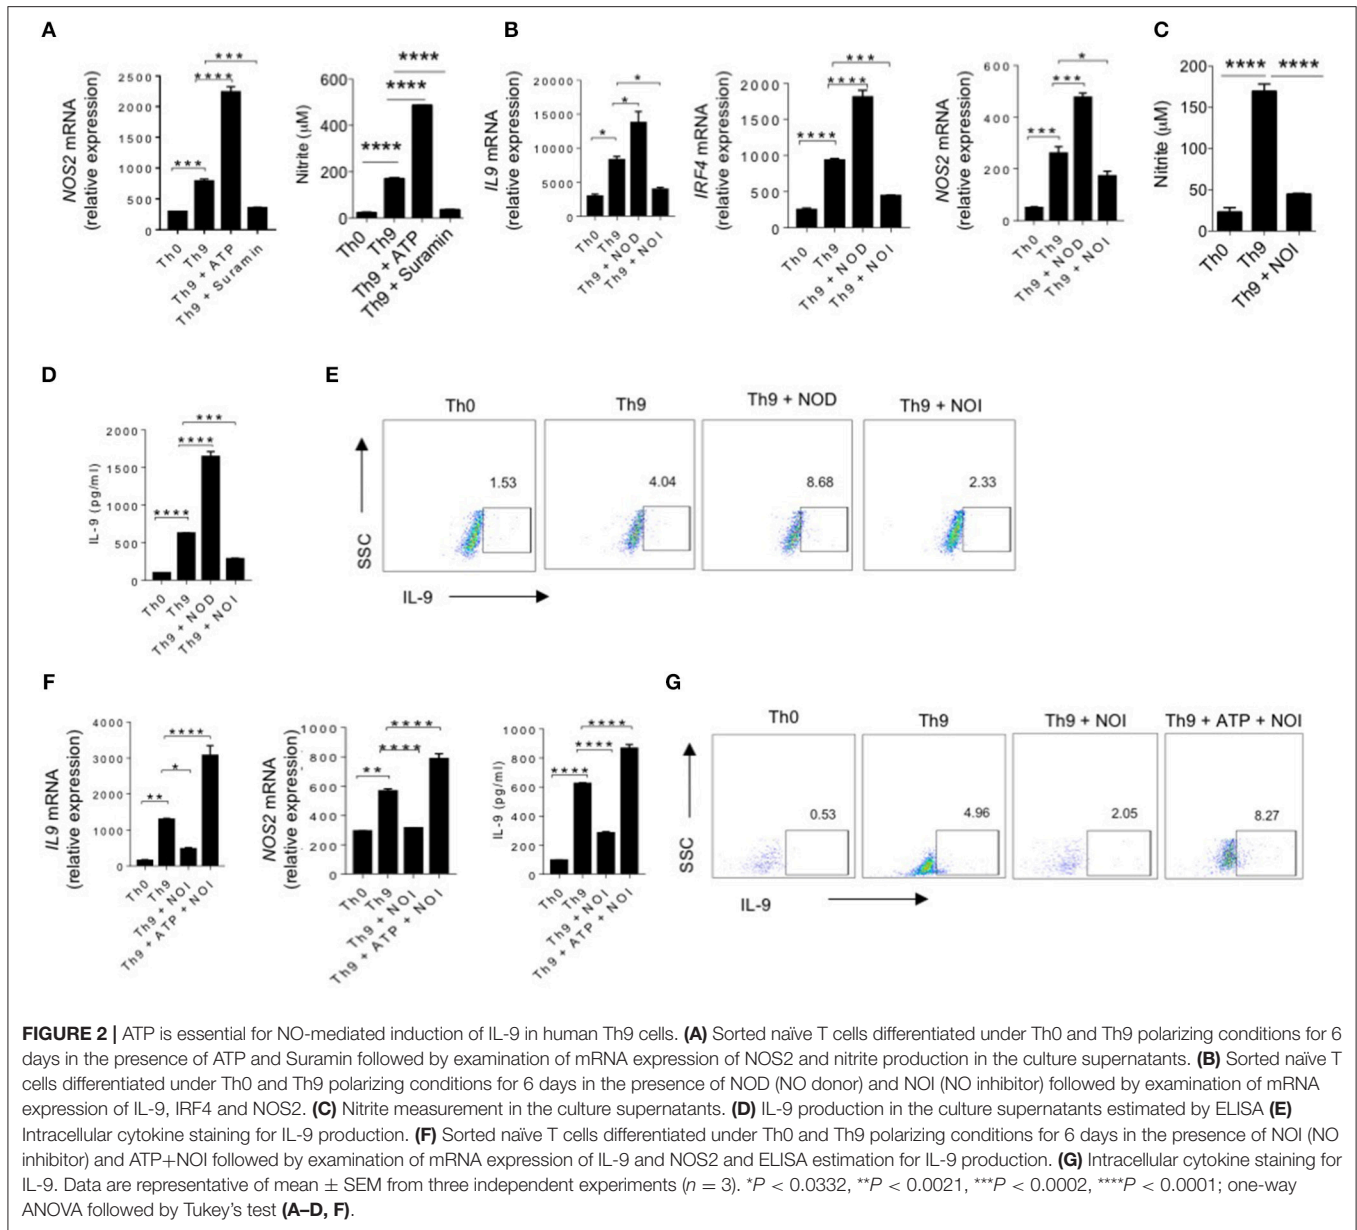 A
B
C
NOS2 mRNA
(relative expression)
2500
2000
1500
1000
500
0
***
****
***
Th0
Th9
Th9 + ATP
Th9 + Suramin
Nitrite (µM)
600
400
200
0
****
****
****
Th0
Th9
Th9 + ATP
Th9 + Suramin
IL9 mRNA
(relative expression)
20000
15000
10000
5000
0
*
*
*
Th0
Th9
Th9 + NOD
Th9 + NOI
IRF4 mRNA
(relative expression)
2000
1500
1000
500
0
***
****
****
Th0
Th9
Th9 + NOD
Th9 + NOI
NOS2 mRNA
(relative expression)
600
400
200
0
*
***
***
Th0
Th9
Th9 + NOD
Th9 + NOI
Nitrite (µM)
200
150
100
50
0
**** ****
Th0
Th9
Th9 + NOI
D
E
IL-9 (pg/ml)
2000
1500
1000
500
0
***
****
****
Th0
Th9
Th9 + NOD
Th9 + NOI
Th0
Th9
Th9 + NOD
Th9 + NOI
1.53
4.04
8.68
2.33
SSC
IL-9
F
G
IL9 mRNA
(relative expression)
4000
3000
2000
1000
0
****
*
**
Th0
Th9
Th9 + NOI
Th9 + ATP + NOI
NOS2 mRNA
(relative expression)
1000
800
600
400
200
0
****
****
**
Th0
Th9
Th9 + NOI
Th9 + ATP + NOI
IL-9 (pg/ml)
1000
800
600
400
200
0
****
****
****
Th0
Th9
Th9 + NOI
Th9 + ATP + NOI
Th0
Th9
Th9 + NOI
Th9 + ATP + NOI
0.53
4.96
2.05
8.27
SSC
IL-9
FIGURE 2 | ATP is essential for NO-mediated induction of IL-9 in human Th9 cells. (A) Sorted naïve T cells differentiated under Th0 and Th9 polarizing conditions for 6
days in the presence of ATP and Suramin followed by examination of mRNA expression of NOS2 and nitrite production in the culture supernatants. (B) Sorted naïve T
cells differentiated under Th0 and Th9 polarizing conditions for 6 days in the presence of NOD (NO donor) and NOI (NO inhibitor) followed by examination of mRNA
expression of IL-9, IRF4 and NOS2. (C) Nitrite measurement in the culture supernatants. (D) IL-9 production in the culture supernatants estimated by ELISA (E)
Intracellular cytokine staining for IL-9 production. (F) Sorted naïve T cells differentiated under Th0 and Th9 polarizing conditions for 6 days in the presence of NOI (NO
inhibitor) and ATP+NOI followed by examination of mRNA expression of IL-9 and NOS2 and ELISA estimation for IL-9 production. (G) Intracellular cytokine staining for
IL-9. Data are representative of mean ± SEM from three independent experiments (n = 3). *P < 0.0332, **P < 0.0021, ***P < 0.0002, ****P < 0.0001; one-way
ANOVA followed by Tukey's test (A–D, F).